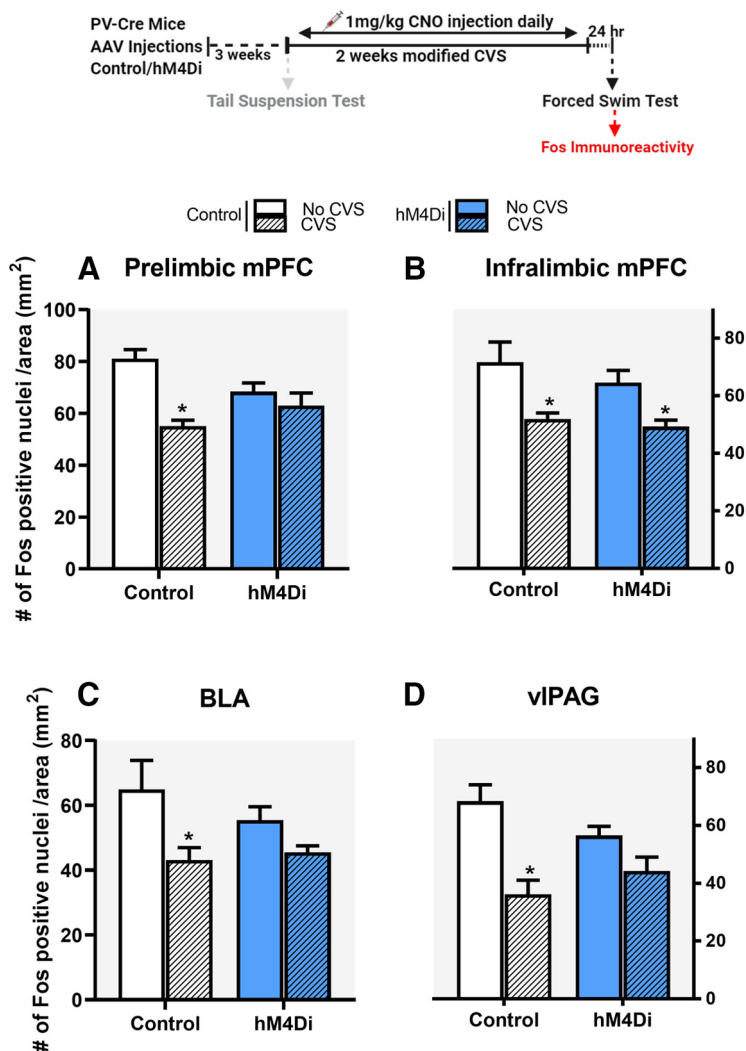 PV-Cre Mice
AAV Injections
Control/hM4Di
3 weeks
1mg/kg CNO injection daily
2 weeks modified CVS
24 hr
Tail Suspension Test
Forced Swim Test
Fos Immunoreactivity
Control
No CVS
CVS
hM4Di
No CVS
CVS
A Prelimbic mPFC
# of Fos positive nuclei /area (mm²)
100
80
60
40
20
0
*
Control hM4Di
B Infralimbic mPFC
80
60
40
20
0
* *
Control hM4Di
C BLA
# of Fos positive nuclei /area (mm²)
80
60
40
20
0
*
Control hM4Di
D vlPAG
80
60
40
20
0
*
Control hM4Di